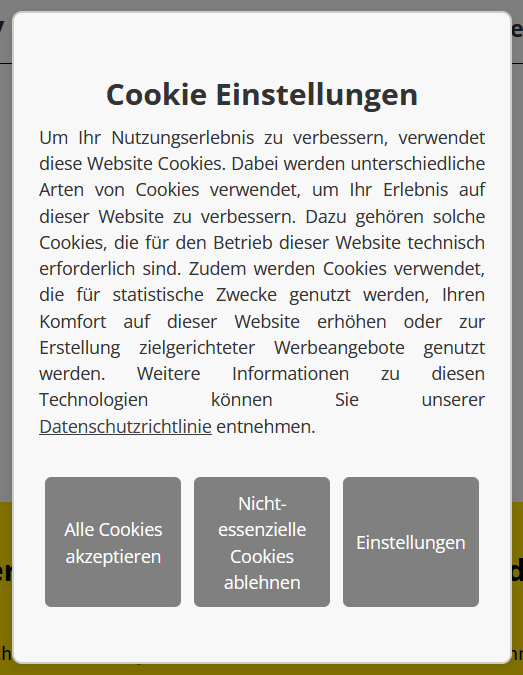 Cookie Einstellungen
Um Ihr Nutzungserlebnis zu verbessern, verwendet
diese Website Cookies. Dabei werden unterschiedliche
Arten von Cookies verwendet, um Ihr Erlebnis auf
dieser Website zu verbessern. Dazu gehören solche
Cookies, die für den Betrieb dieser Website technisch
erforderlich sind. Zudem werden Cookies verwendet,
die für statistische Zwecke genutzt werden, Ihren
Komfort auf dieser Website erhöhen oder zur
Erstellung zielgerichteter Werbeangebote genutzt
werden. Weitere Informationen zu diesen
Technologien können Sie unserer
Datenschutzrichtlinie entnehmen.
Alle Cookies
akzeptieren
Nicht-
essenzielle
Cookies
ablehnen
Einstellungen